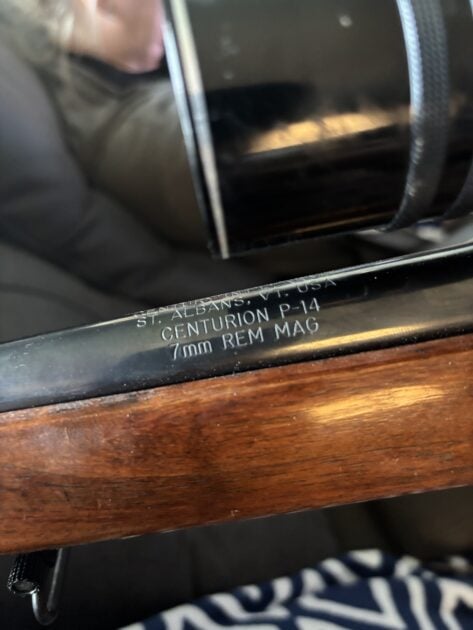 ST. ALBANS, VT. USA
CENTURION P-14
7mm REM MAG